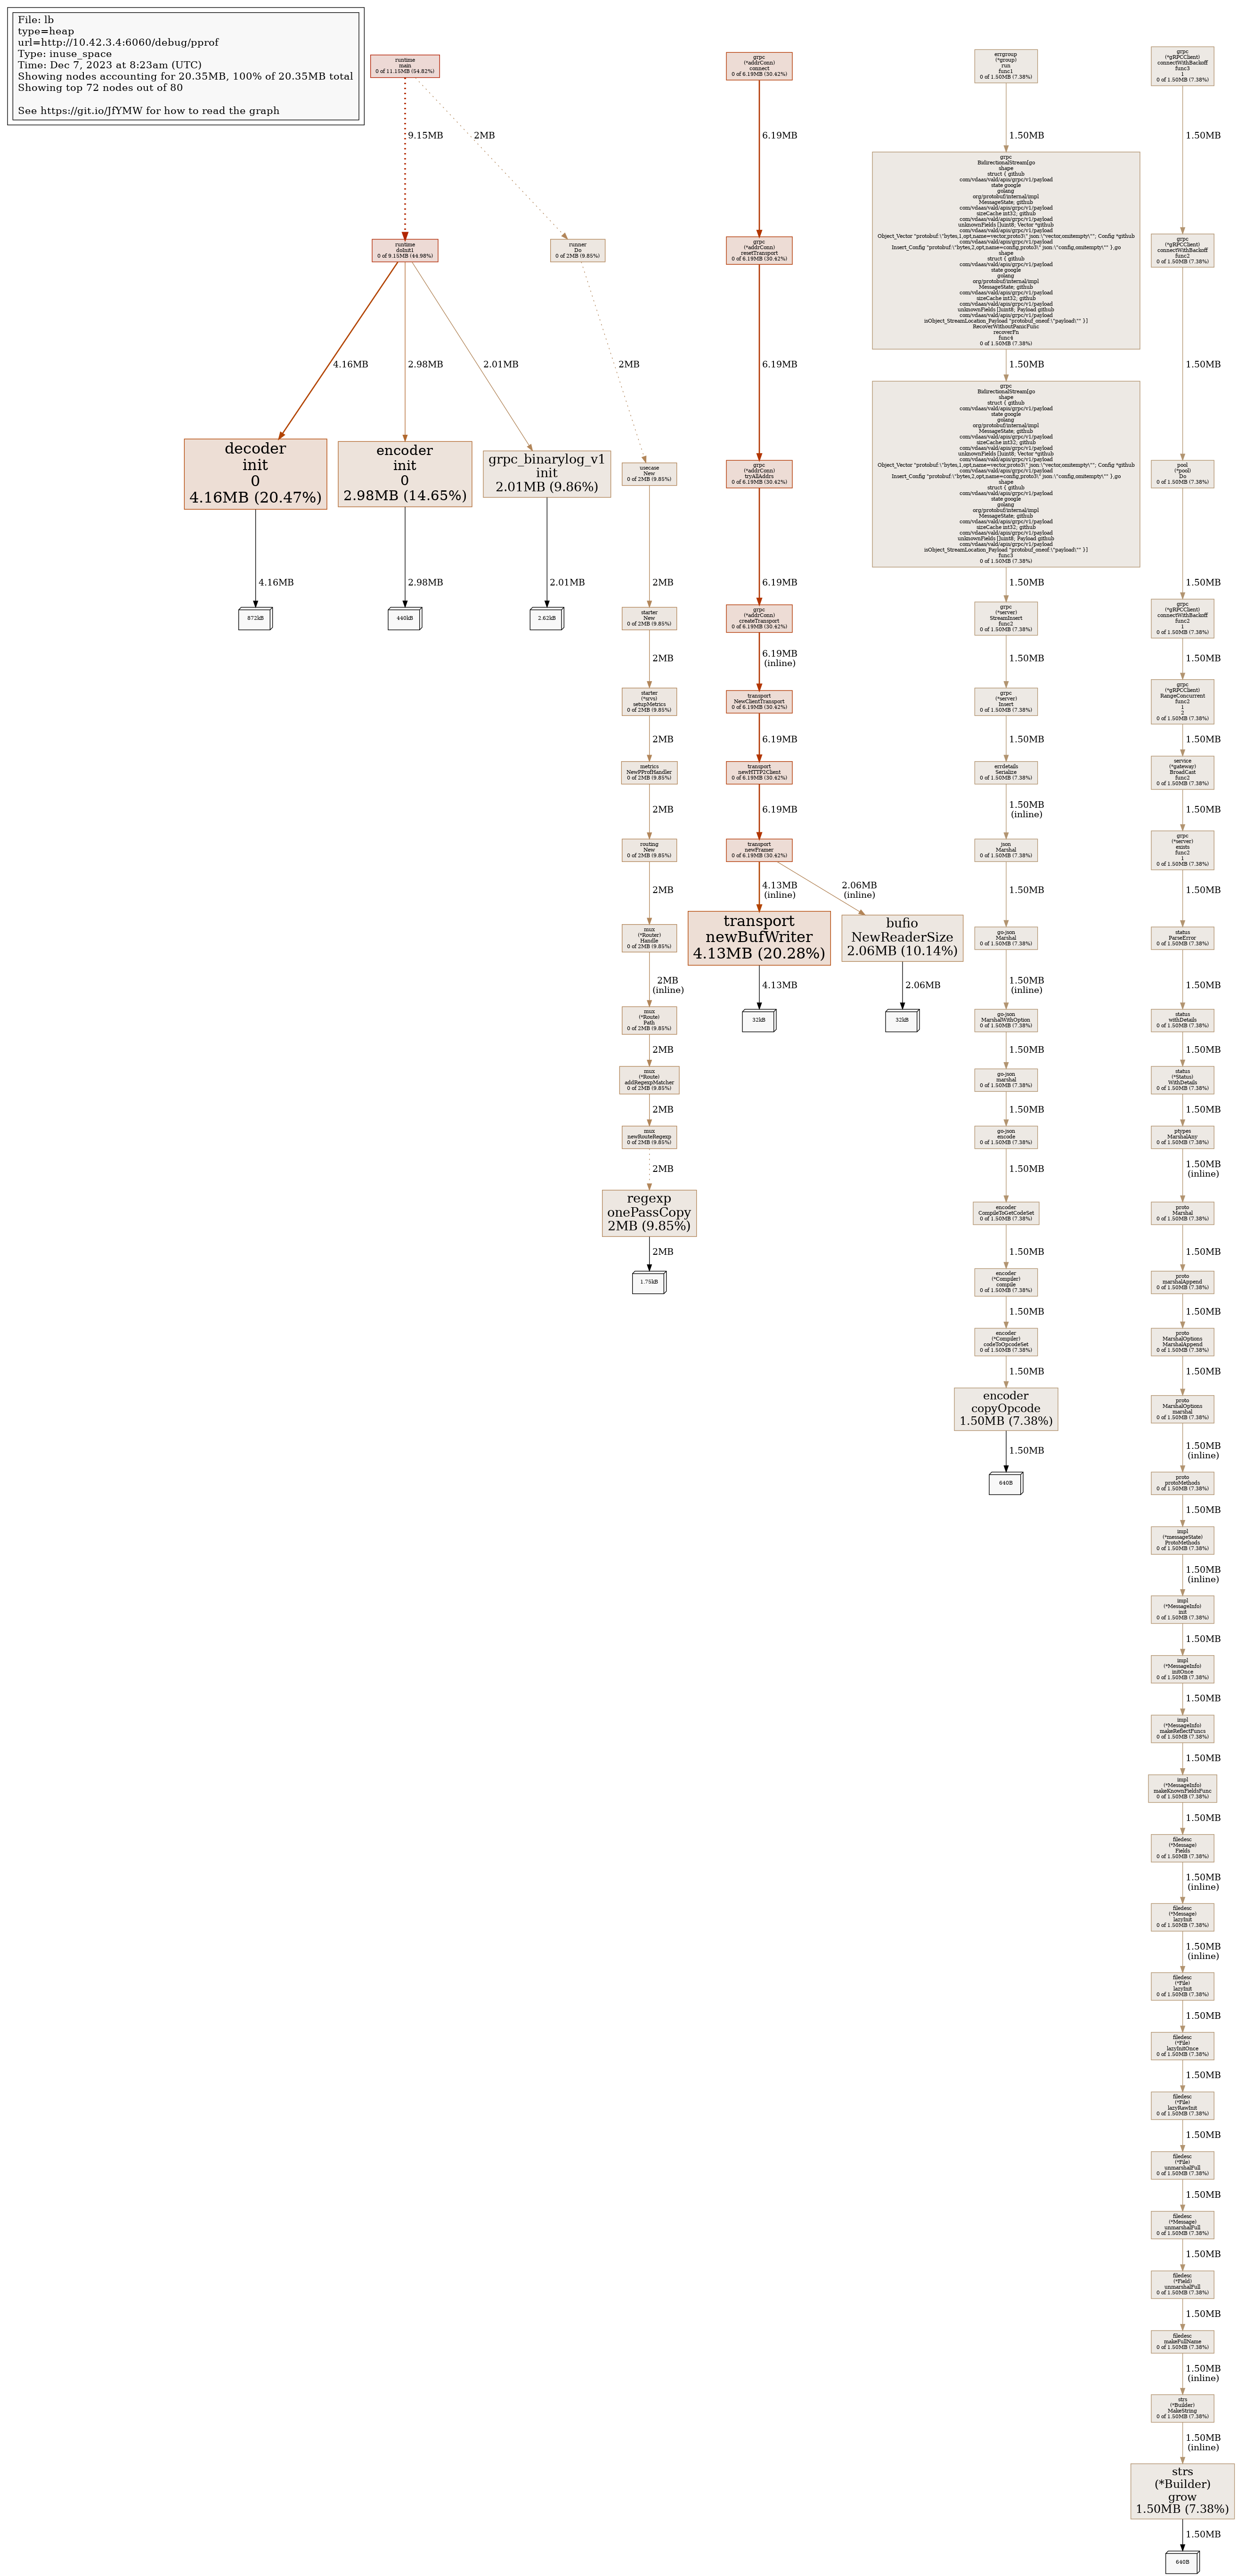 File: lb
type=heap
url=http://10.42.3.4:6060/debug/pprof
Type: inuse_space
Time: Dec 7, 2023 at 8:23am (UTC)
Showing nodes accounting for 20.35MB, 100% of 20.35MB total
Showing top 72 nodes out of 80
See https://git.io/JfYMW for how to read the graph
runtime
main
0 of 11.15MB (54.82%)
9.15MB
2MB
runtime
doInit1
0 of 9.15MB (44.98%)
4.16MB
2.98MB
2.01MB
decoder
init
0
4.16MB (20.47%)
4.16MB
872kB
encoder
init
0
2.98MB (14.65%)
2.98MB
440kB
grpc_binarylog_v1
init
2.01MB (9.86%)
2.01MB
2.62kB
runner
Do
0 of 2MB (9.85%)
2MB
usecase
New
0 of 2MB (9.85%)
2MB
starter
New
0 of 2MB (9.85%)
2MB
starter
(*srvs)
setupMetrics
0 of 2MB (9.85%)
2MB
metrics
NewPProfHandler
0 of 2MB (9.85%)
2MB
routing
New
0 of 2MB (9.85%)
2MB
mux
(*Router)
Handle
0 of 2MB (9.85%)
2MB
(inline)
mux
(*Route)
Path
0 of 2MB (9.85%)
2MB
mux
(*Route)
addRegexpMatcher
0 of 2MB (9.85%)
2MB
mux
newRouteRegexp
0 of 2MB (9.85%)
2MB
regexp
onePassCopy
2MB (9.85%)
2MB
1.75kB
grpc
(*addrConn)
connect
0 of 6.19MB (30.42%)
6.19MB
grpc
(*addrConn)
resetTransport
0 of 6.19MB (30.42%)
6.19MB
grpc
(*addrConn)
tryAllAddrs
0 of 6.19MB (30.42%)
6.19MB
grpc
(*addrConn)
createTransport
0 of 6.19MB (30.42%)
6.19MB
(inline)
transport
NewClientTransport
0 of 6.19MB (30.42%)
6.19MB
transport
newHTTP2Client
0 of 6.19MB (30.42%)
6.19MB
transport
newFramer
0 of 6.19MB (30.42%)
4.13MB
(inline)
2.06MB
(inline)
transport
newBufWriter
4.13MB (20.28%)
4.13MB
32kB
bufio
NewReaderSize
2.06MB (10.14%)
2.06MB
32kB
errgroup
(*group)
run
func1
0 of 1.50MB (7.38%)
1.50MB
grpc
BidirectionalStream[go
shape
struct { github
com/vdaas/vald/apis/grpc/v1/payload
state google
golang
org/protobuf/internal/impl
MessageState; github
com/vdaas/vald/apis/grpc/v1/payload
sizeCache int32; github
com/vdaas/vald/apis/grpc/v1/payload
unknownFields []uint8; Vector *github
com/vdaas/vald/apis/grpc/v1/payload
Object_Vector "protobuf:\"bytes,1,opt,name=vector,proto3\" json:\"vector,omitempty\""; Config *github
com/vdaas/vald/apis/grpc/v1/payload
Insert_Config "protobuf:\"bytes,2,opt,name=config,proto3\" json:\"config,omitempty\"" },go
shape
struct { github
com/vdaas/vald/apis/grpc/v1/payload
state google
golang
org/protobuf/internal/impl
MessageState; github
com/vdaas/vald/apis/grpc/v1/payload
sizeCache int32; github
com/vdaas/vald/apis/grpc/v1/payload
unknownFields []uint8; Payload github
com/vdaas/vald/apis/grpc/v1/payload
isObject_StreamLocation_Payload "protobuf_oneof:\"payload\"" }]
RecoverWithoutPanicFunc
recoverFn
func4
0 of 1.50MB (7.38%)
1.50MB
grpc
BidirectionalStream[go
shape
struct { github
com/vdaas/vald/apis/grpc/v1/payload
state google
golang
org/protobuf/internal/impl
MessageState; github
com/vdaas/vald/apis/grpc/v1/payload
sizeCache int32; github
com/vdaas/vald/apis/grpc/v1/payload
unknownFields []uint8; Vector *github
com/vdaas/vald/apis/grpc/v1/payload
Object_Vector "protobuf:\"bytes,1,opt,name=vector,proto3\" json:\"vector,omitempty\""; Config *github
com/vdaas/vald/apis/grpc/v1/payload
Insert_Config "protobuf:\"bytes,2,opt,name=config,proto3\" json:\"config,omitempty\"" },go
shape
struct { github
com/vdaas/vald/apis/grpc/v1/payload
state google
golang
org/protobuf/internal/impl
MessageState; github
com/vdaas/vald/apis/grpc/v1/payload
sizeCache int32; github
com/vdaas/vald/apis/grpc/v1/payload
unknownFields []uint8; Payload github
com/vdaas/vald/apis/grpc/v1/payload
isObject_StreamLocation_Payload "protobuf_oneof:\"payload\"" }]
func3
0 of 1.50MB (7.38%)
1.50MB
grpc
(*server)
StreamInsert
func2
0 of 1.50MB (7.38%)
1.50MB
grpc
(*server)
Insert
0 of 1.50MB (7.38%)
1.50MB
errdetails
Serialize
0 of 1.50MB (7.38%)
1.50MB
(inline)
json
Marshal
0 of 1.50MB (7.38%)
1.50MB
go-json
Marshal
0 of 1.50MB (7.38%)
1.50MB
(inline)
go-json
MarshalWithOption
0 of 1.50MB (7.38%)
1.50MB
go-json
marshal
0 of 1.50MB (7.38%)
1.50MB
go-json
encode
0 of 1.50MB (7.38%)
1.50MB
encoder
CompileToGetCodeSet
0 of 1.50MB (7.38%)
1.50MB
encoder
(*Compiler)
compile
0 of 1.50MB (7.38%)
1.50MB
encoder
(*Compiler)
codeToOpcodeSet
0 of 1.50MB (7.38%)
1.50MB
encoder
copyOpcode
1.50MB (7.38%)
1.50MB
640B
grpc
(*gRPCClient)
connectWithBackoff
func3
1
0 of 1.50MB (7.38%)
1.50MB
grpc
(*gRPCClient)
connectWithBackoff
func2
0 of 1.50MB (7.38%)
1.50MB
pool
(*pool)
Do
0 of 1.50MB (7.38%)
1.50MB
grpc
(*gRPCClient)
connectWithBackoff
func2
1
0 of 1.50MB (7.38%)
1.50MB
grpc
(*gRPCClient)
RangeConcurrent
func2
1
2
0 of 1.50MB (7.38%)
1.50MB
service
(*gateway)
BroadCast
func2
0 of 1.50MB (7.38%)
1.50MB
grpc
(*server)
exists
func2
1
0 of 1.50MB (7.38%)
1.50MB
status
ParseError
0 of 1.50MB (7.38%)
1.50MB
status
withDetails
0 of 1.50MB (7.38%)
1.50MB
status
(*Status)
WithDetails
0 of 1.50MB (7.38%)
1.50MB
ptypes
MarshalAny
0 of 1.50MB (7.38%)
1.50MB
(inline)
proto
Marshal
0 of 1.50MB (7.38%)
1.50MB
proto
marshalAppend
0 of 1.50MB (7.38%)
1.50MB
proto
MarshalOptions
MarshalAppend
0 of 1.50MB (7.38%)
1.50MB
proto
MarshalOptions
marshal
0 of 1.50MB (7.38%)
1.50MB
(inline)
proto
protoMethods
0 of 1.50MB (7.38%)
1.50MB
impl
(*messageState)
ProtoMethods
0 of 1.50MB (7.38%)
1.50MB
(inline)
impl
(*MessageInfo)
init
0 of 1.50MB (7.38%)
1.50MB
impl
(*MessageInfo)
initOnce
0 of 1.50MB (7.38%)
1.50MB
impl
(*MessageInfo)
makeReflectFuncs
0 of 1.50MB (7.38%)
1.50MB
impl
(*MessageInfo)
makeKnownFieldsFunc
0 of 1.50MB (7.38%)
1.50MB
filedesc
(*Message)
Fields
0 of 1.50MB (7.38%)
1.50MB
(inline)
filedesc
(*Message)
lazyInit
0 of 1.50MB (7.38%)
1.50MB
(inline)
filedesc
(*File)
lazyInit
0 of 1.50MB (7.38%)
1.50MB
filedesc
(*File)
lazyInitOnce
0 of 1.50MB (7.38%)
1.50MB
filedesc
(*File)
lazyRawInit
0 of 1.50MB (7.38%)
1.50MB
filedesc
(*File)
unmarshalFull
0 of 1.50MB (7.38%)
1.50MB
filedesc
(*Message)
unmarshalFull
0 of 1.50MB (7.38%)
1.50MB
filedesc
(*Field)
unmarshalFull
0 of 1.50MB (7.38%)
1.50MB
filedesc
makeFullName
0 of 1.50MB (7.38%)
1.50MB
(inline)
strs
(*Builder)
MakeString
0 of 1.50MB (7.38%)
1.50MB
(inline)
strs
(*Builder)
grow
1.50MB (7.38%)
1.50MB
640B